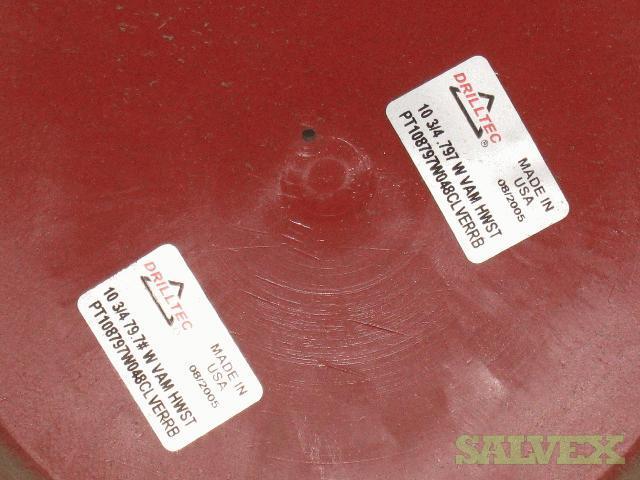 DRILLTEC
®
10 3/4 .797 W VAM HWST
PT108797W048CLVERRB
MADE IN
USA
08/2005
DRILLTEC
10 3/4 79.7# W VAM HWST
PT108797W048CLVERRB
MADE IN
USA
08/2005
SALVEX